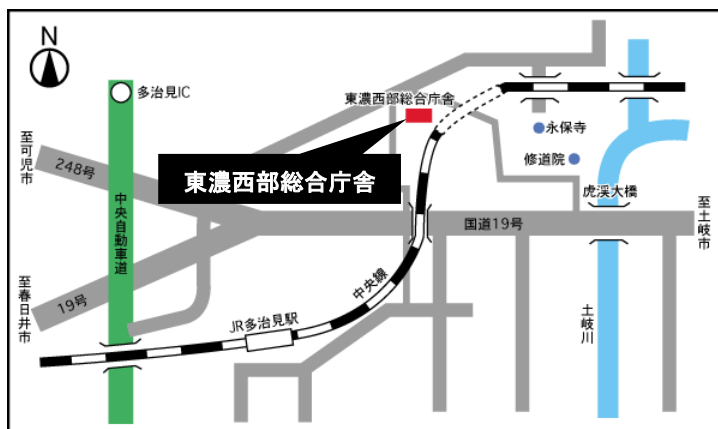 N
多治見IC
東濃西部総合庁舎
至可児市
248号
永保寺
東濃西部総合庁舎
修道院
中央自動車道
虎渓大橋
至土岐市
国道19号
至春日井市
19号
中央線
JR多治見駅
土岐川